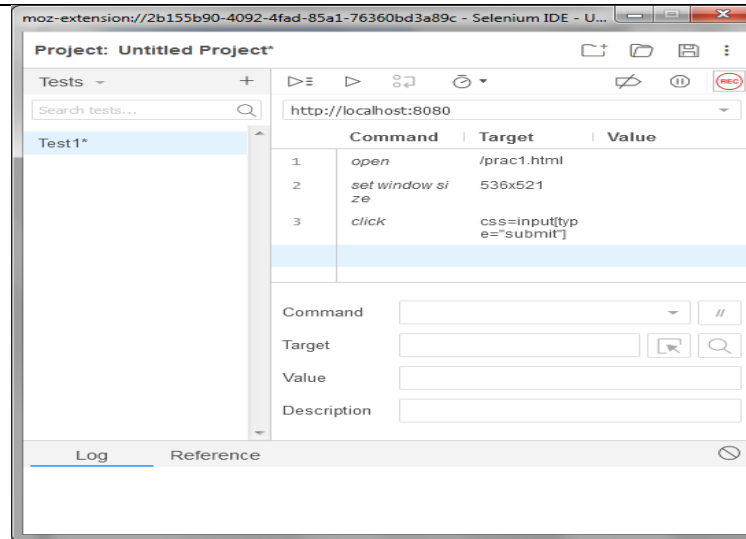 moz-extension://2b155b90-4092-4fad-85a1-76360bd3a89c - Selenium IDE - U...
Project: Untitled Project*
Tests
Search tests...
Test1*
REC
http://localhost:8080
Command Target Value
1 open /prac1.html
2 set window si
ze 536x521
3 click css=input[typ
e="submit"]
Command
//
Target
Value
Description
Log Reference